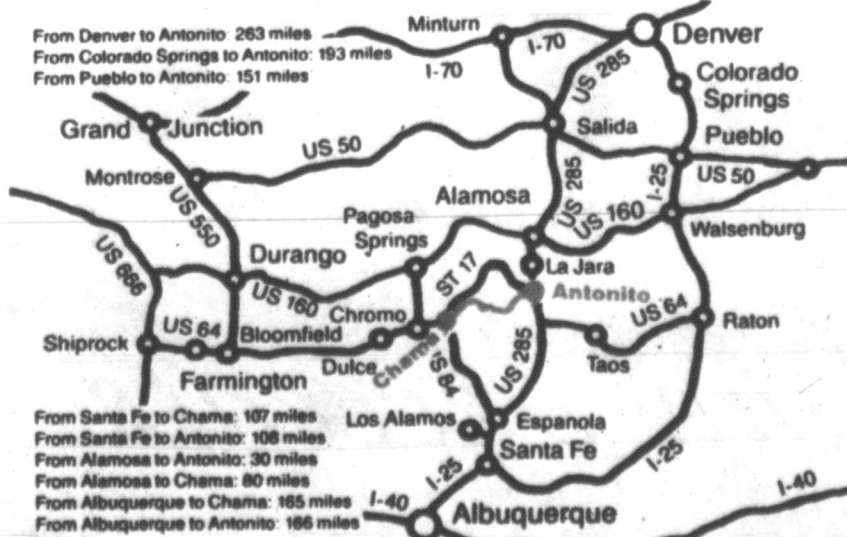 From Denver to Antonito: 263 miles
From Colorado Springs to Antonito: 193 miles
From Pueblo to Antonito: 151 miles
Minturn
I-70
I-70
Denver
US 285
Colorado
Springs
Grand Junction
Salida
Pueblo
US 50
US 50
Montrose
US 550
Alamosa
US 285
I-25
US 160
Walsenburg
Pagosa
Springs
US 666
Durango
ST 17
La Jara
US 160
Antonito
Chromo
US 64
Shiprock
US 64
Bloomfield
Raton
Dulce
Chama
US 84
US 285
Taos
Farmington
From Santa Fe to Chama: 107 miles
From Santa Fe to Antonito: 108 miles
From Alamosa to Antonito: 30 miles
From Alamosa to Chama: 80 miles
From Albuquerque to Chama: 165 miles
From Albuquerque to Antonito: 166 miles
Los Alamos
Espanola
Santa Fe
I-25
I-25
I-40
I-40
Albuquerque